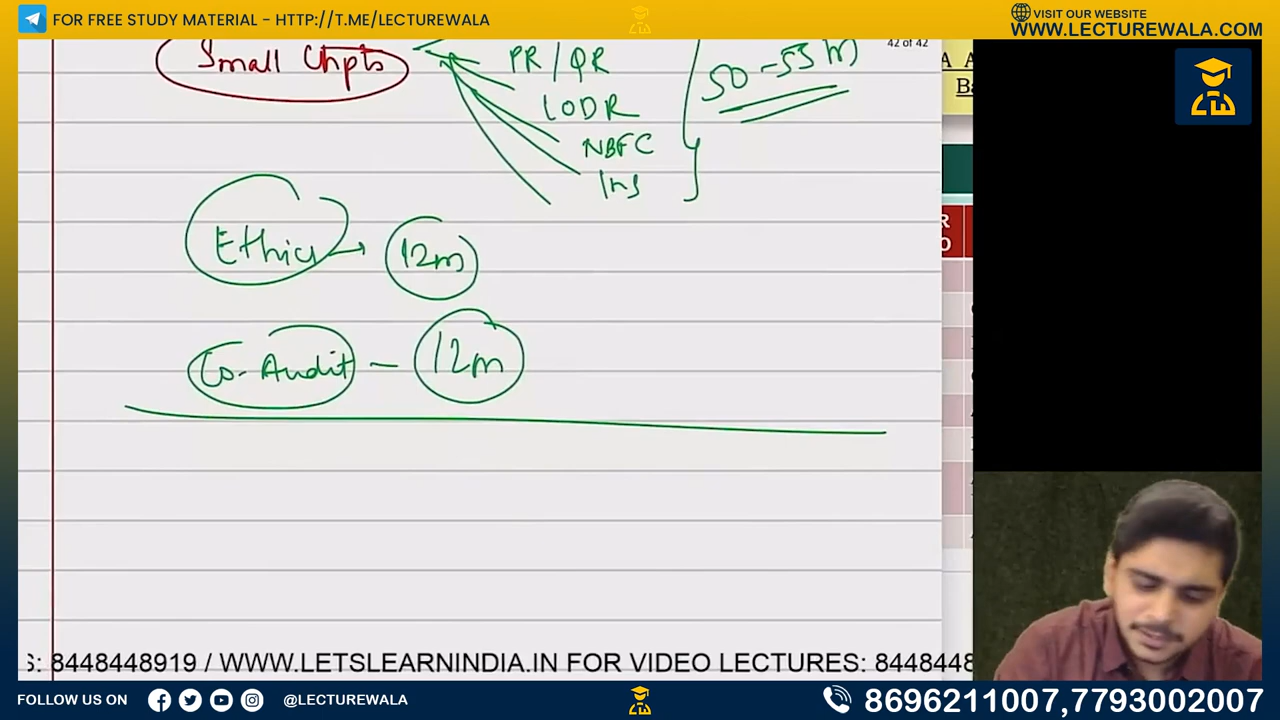 FOR FREE STUDY MATERIAL - HTTP://T.ME/LECTUREWALA
VISIT OUR WEBSITE
WWW.LECTUREWALA.COM
42 of 42
Small Chpts
PR / QR
LODR
NBFC
Ins
50-55 m
Ethics → 12m
Co-Audit - 12m
S: 8448448919 / WWW.LETSLEARNINDIA.IN FOR VIDEO LECTURES: 844844
FOLLOW US ON
@LECTUREWALA
8696211007,7793002007